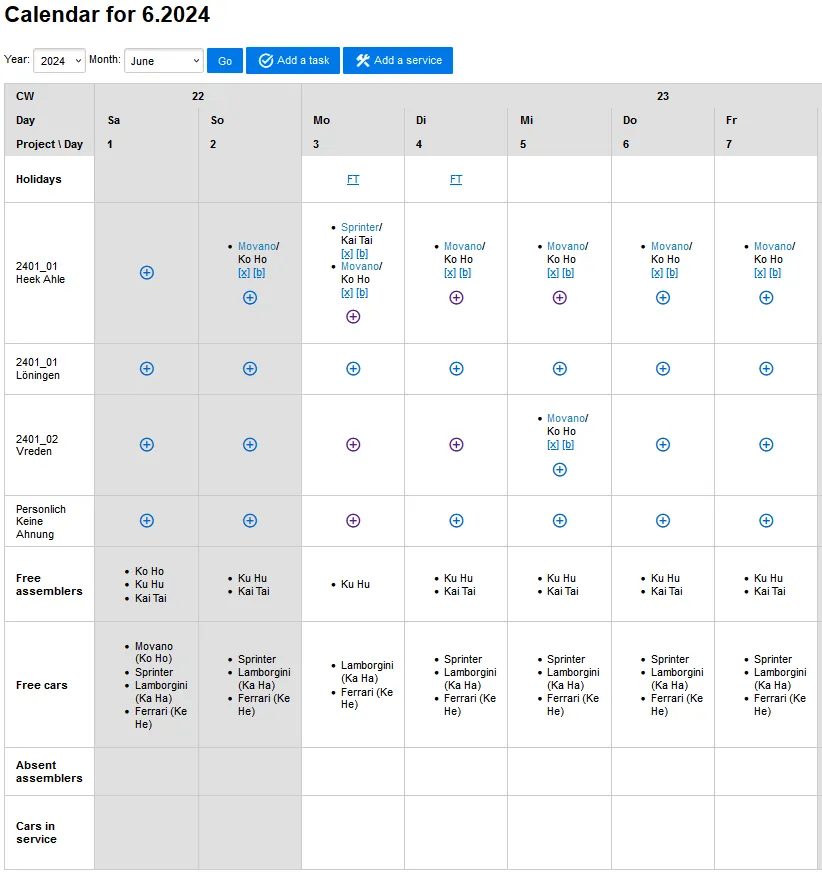 Calendar for 6.2024
Year: 2024 Month: June Go Add a task Add a service
CW 22 23
Day Sa So Mo Di Mi Do Fr
Project \ Day 1 2 3 4 5 6 7
Holidays FT FT
2401_01
Heek Ahle
Movano/
Ko Ho
[x] [b]
Sprinter/
Kai Tai
[x] [b]
Movano/
Ko Ho
[x] [b]
Movano/
Ko Ho
[x] [b]
Movano/
Ko Ho
[x] [b]
Movano/
Ko Ho
[x] [b]
Movano/
Ko Ho
[x] [b]
2401_01
Löningen
2401_02
Vreden
Movano/
Ko Ho
[x] [b]
Personlich
Keine
Ahnung
Free
assemblers
Ko Ho
Ku Hu
Kai Tai
Ku Hu
Kai Tai
Ku Hu
Ku Hu
Kai Tai
Ku Hu
Kai Tai
Ku Hu
Kai Tai
Ku Hu
Kai Tai
Free cars
Movano
(Ko Ho)
Sprinter
Lamborgini
(Ka Ha)
Ferrari (Ke
He)
Sprinter
Lamborgini
(Ka Ha)
Ferrari (Ke
He)
Lamborgini
(Ka Ha)
Ferrari (Ke
He)
Sprinter
Lamborgini
(Ka Ha)
Ferrari (Ke
He)
Sprinter
Lamborgini
(Ka Ha)
Ferrari (Ke
He)
Sprinter
Lamborgini
(Ka Ha)
Ferrari (Ke
He)
Sprinter
Lamborgini
(Ka Ha)
Ferrari (Ke
He)
Absent
assemblers
Cars in
service